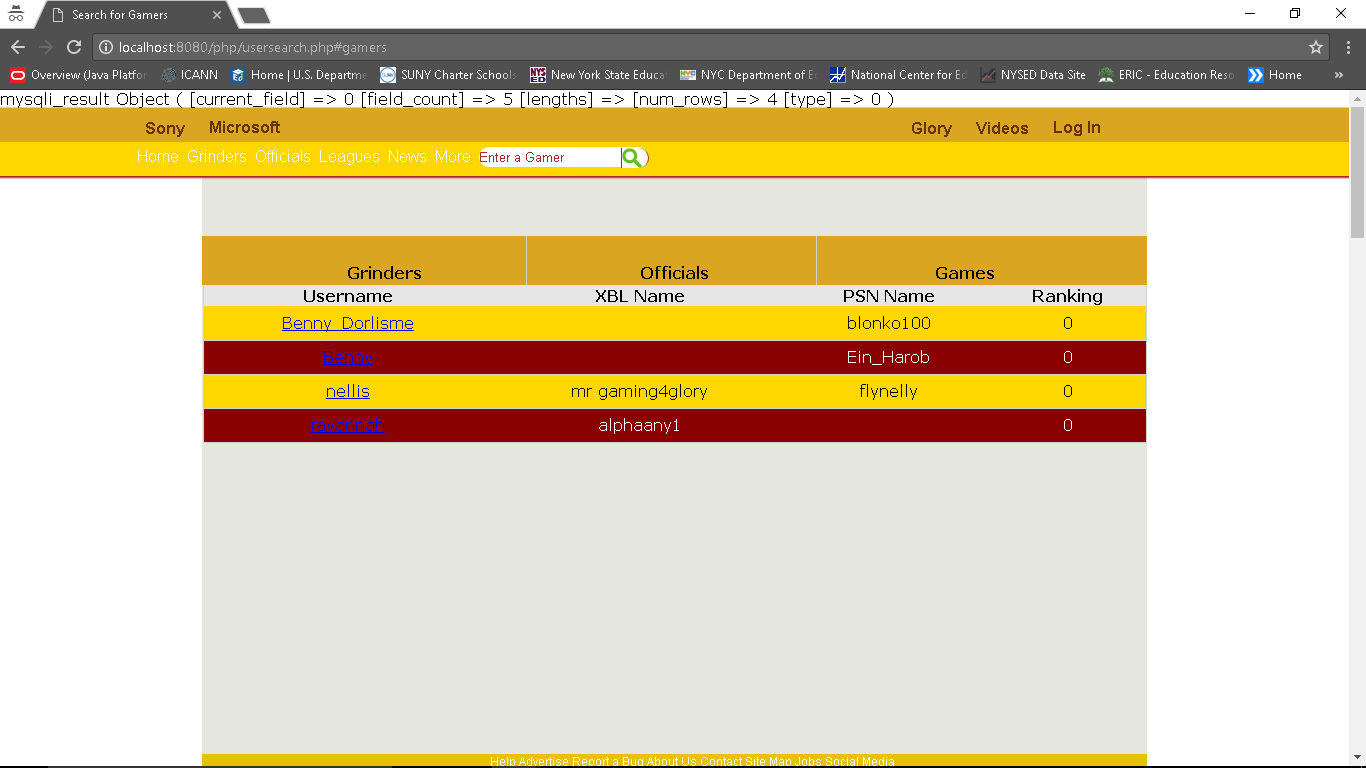 Search for Gamers
localhost:8080/php/usersearch.php#gamers
Overview (Java Platfor ICANN Home | U.S. Departme SUNY Charter Schools New York State Educat NYC Department of E National Center for Ed NYSED Data Site ERIC - Education Reso Home »
mysqli_result Object ( [current_field] => 0 [field_count] => 5 [lengths] => [num_rows] => 4 [type] => 0 )
Sony Microsoft Glory Videos Log In
Home Grinders Officials Leagues News More Enter a Gamer
Grinders Officials Games
Username XBL Name PSN Name Ranking
Benny_Dorlisme blonko100 0
Benny Ein_Harob 0
nellis mr gaming4glory flynelly 0
ravennah alphaany1 0
Help Advertise Report a Bug About Us Contact Site Map Jobs Social Media